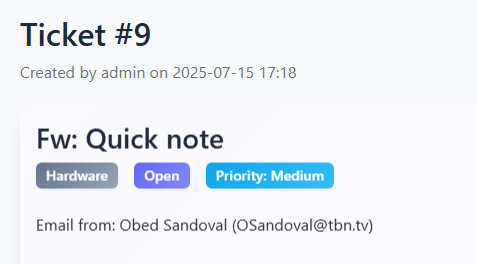 Ticket #9
Created by admin on 2025-07-15 17:18
Fw: Quick note
Hardware Open Priority: Medium
Email from: Obed Sandoval (OSandoval@tbn.tv)